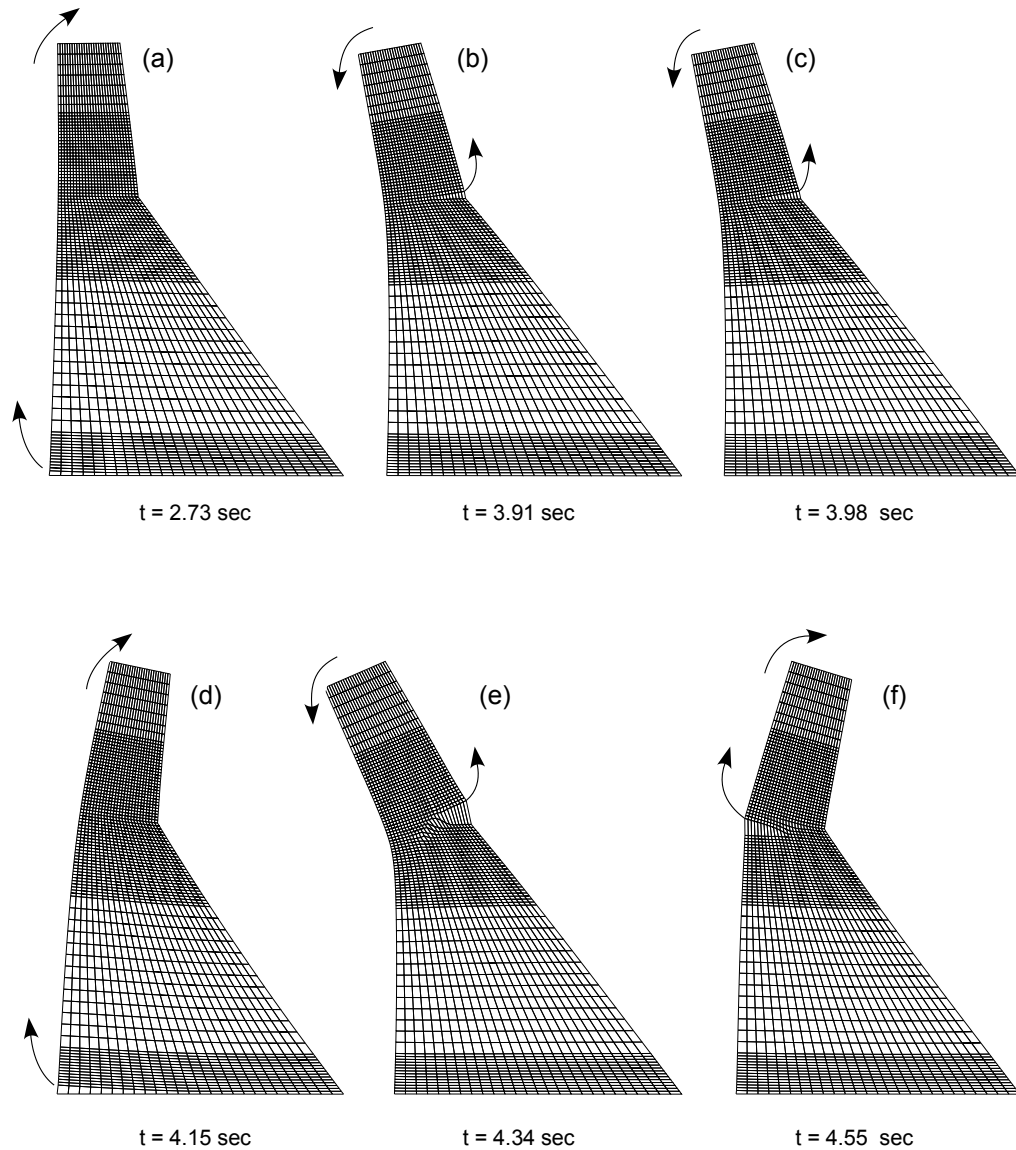 (a)
(b)
(c)
t = 2.73 sec
t = 3.91 sec
t = 3.98 sec
(d)
(e)
(f)
t = 4.15 sec
t = 4.34 sec
t = 4.55 sec